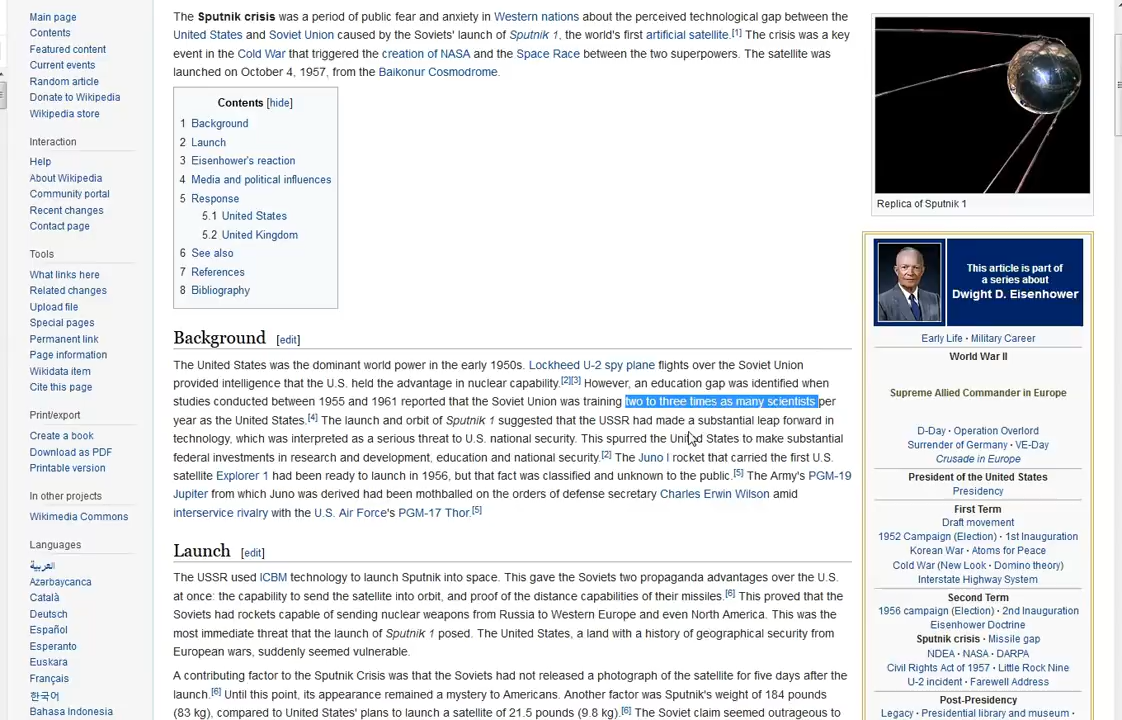 Main page
Contents
Featured content
Current events
Random article
Donate to Wikipedia
Wikipedia store
Interaction
Help
About Wikipedia
Community portal
Recent changes
Contact page
Tools
What links here
Related changes
Upload file
Special pages
Permanent link
Page information
Wikidata item
Cite this page
Print/export
Create a book
Download as PDF
Printable version
In other projects
Wikimedia Commons
Languages
العربية
Azərbaycanca
Català
Deutsch
Español
Esperanto
Euskara
Français
한국어
Bahasa Indonesia
The Sputnik crisis was a period of public fear and anxiety in Western nations about the perceived technological gap between the
United States and Soviet Union caused by the Soviets' launch of Sputnik 1, the world's first artificial satellite.[1] The crisis was a key
event in the Cold War that triggered the creation of NASA and the Space Race between the two superpowers. The satellite was
launched on October 4, 1957, from the Baikonur Cosmodrome.
Contents [hide]
1 Background
2 Launch
3 Eisenhower's reaction
4 Media and political influences
5 Response
5.1 United States
5.2 United Kingdom
6 See also
7 References
8 Bibliography
Background [edit]
The United States was the dominant world power in the early 1950s. Lockheed U-2 spy plane flights over the Soviet Union
provided intelligence that the U.S. held the advantage in nuclear capability.[2][3] However, an education gap was identified when
studies conducted between 1955 and 1961 reported that the Soviet Union was training two to three times as many scientists per
year as the United States.[4] The launch and orbit of Sputnik 1 suggested that the USSR had made a substantial leap forward in
technology, which was interpreted as a serious threat to U.S. national security. This spurred the United States to make substantial
federal investments in research and development, education and national security.[2] The Juno I rocket that carried the first U.S.
satellite Explorer 1 had been ready to launch in 1956, but that fact was classified and unknown to the public.[5] The Army's PGM-19
Jupiter from which Juno was derived had been mothballed on the orders of defense secretary Charles Erwin Wilson amid
interservice rivalry with the U.S. Air Force's PGM-17 Thor.[5]
Launch [edit]
The USSR used ICBM technology to launch Sputnik into space. This gave the Soviets two propaganda advantages over the U.S.
at once: the capability to send the satellite into orbit, and proof of the distance capabilities of their missiles.[6] This proved that the
Soviets had rockets capable of sending nuclear weapons from Russia to Western Europe and even North America. This was the
most immediate threat that the launch of Sputnik 1 posed. The United States, a land with a history of geographical security from
European wars, suddenly seemed vulnerable.
A contributing factor to the Sputnik Crisis was that the Soviets had not released a photograph of the satellite for five days after the
launch.[6] Until this point, its appearance remained a mystery to Americans. Another factor was Sputnik's weight of 184 pounds
(83 kg), compared to United States' plans to launch a satellite of 21.5 pounds (9.8 kg).[6] The Soviet claim seemed outrageous to
Replica of Sputnik 1
This article is part of
a series about
Dwight D. Eisenhower
Early Life · Military Career
World War II
Supreme Allied Commander in Europe
D-Day · Operation Overlord
Surrender of Germany · VE-Day
Crusade in Europe
President of the United States
Presidency
First Term
Draft movement
1952 Campaign (Election) · 1st Inauguration
Korean War · Atoms for Peace
Cold War (New Look · Domino theory)
Interstate Highway System
Second Term
1956 campaign (Election) · 2nd Inauguration
Eisenhower Doctrine
Sputnik crisis · Missile gap
NDEA · NASA · DARPA
Civil Rights Act of 1957 · Little Rock Nine
U-2 incident · Farewell Address
Post-Presidency
Legacy · Presidential library and museum ·